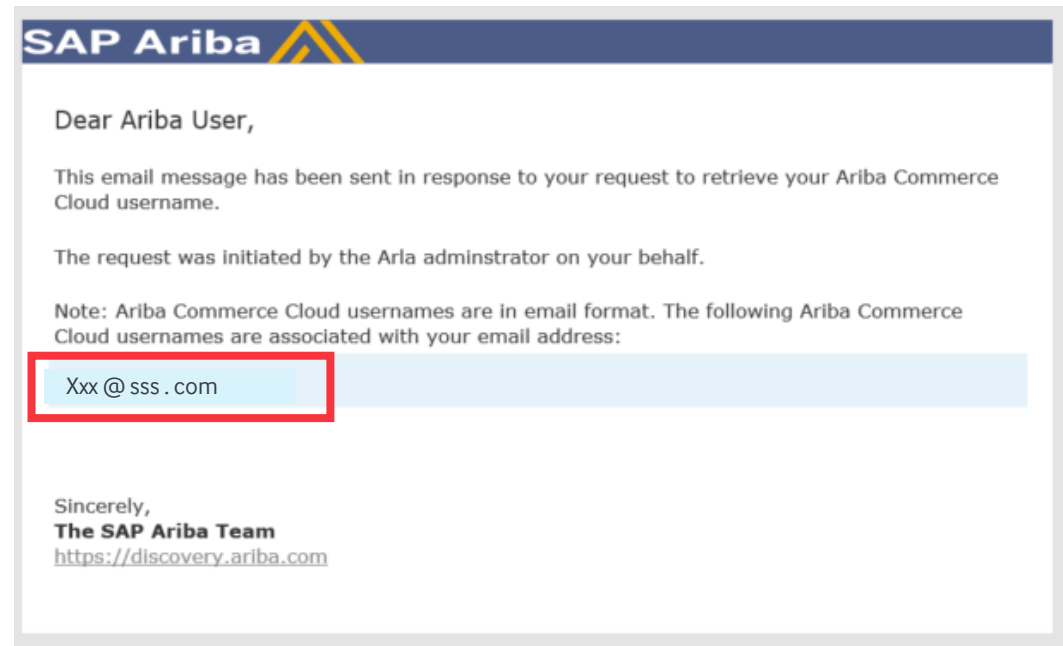 SAP Ariba
Dear Ariba User,
This email message has been sent in response to your request to retrieve your Ariba Commerce
Cloud username.
The request was initiated by the Arla adminstrator on your behalf.
Note: Ariba Commerce Cloud usernames are in email format. The following Ariba Commerce
Cloud usernames are associated with your email address:
Xxx @ sss . com
Sincerely,
The SAP Ariba Team
https://discovery.ariba.com